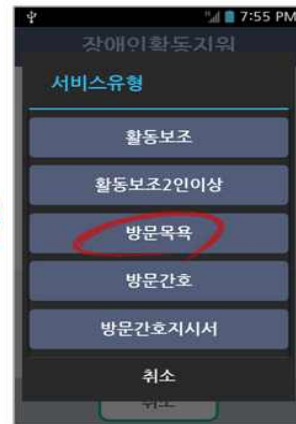 7:55 PM
장애인활동지원
서비스유형
활동보조
활동보조2인이상
방문목욕
방문간호
방문간호지시서
취소
취소